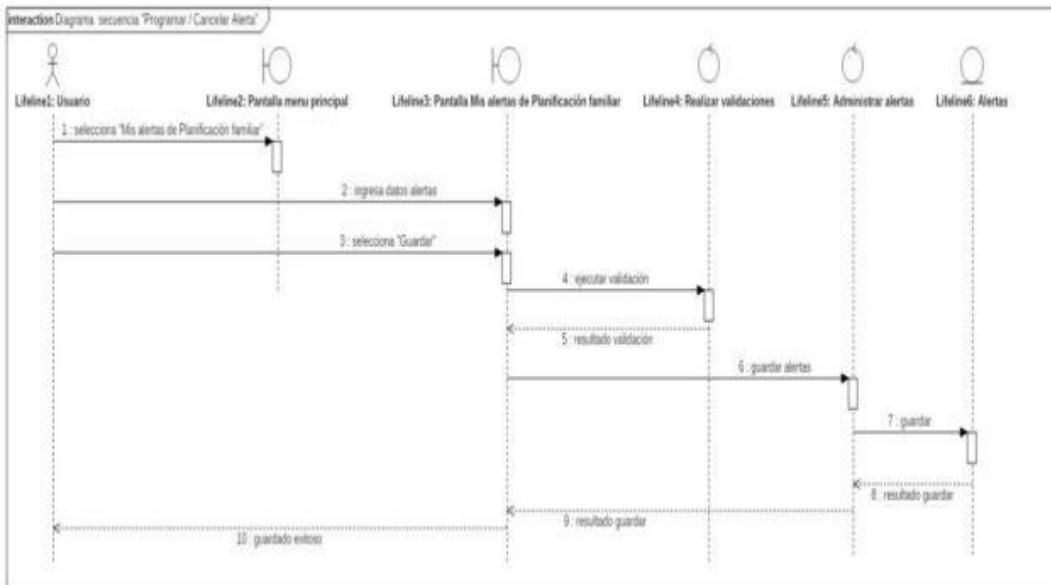 interaction Diagrama secuencia "Programar / Cancelar Alerta"
Lifeline1: Usuario
Lifeline2: Pantalla menu principal
Lifeline3: Pantalla Mis alertas de Planificación familiar
Lifeline4: Realizar validaciones
Lifeline5: Administrar alertas
Lifeline6: Alertas
1 : selecciona "Mis alertas de Planificación familiar"
2 : ingresa datos alertas
3 : selecciona "Guardar"
4 : ejecutar validación
5 : resultado validación
6 : guardar alertas
7 : guardar
8 : resultado guardar
9 : resultado guardar
10 : guardado exitoso